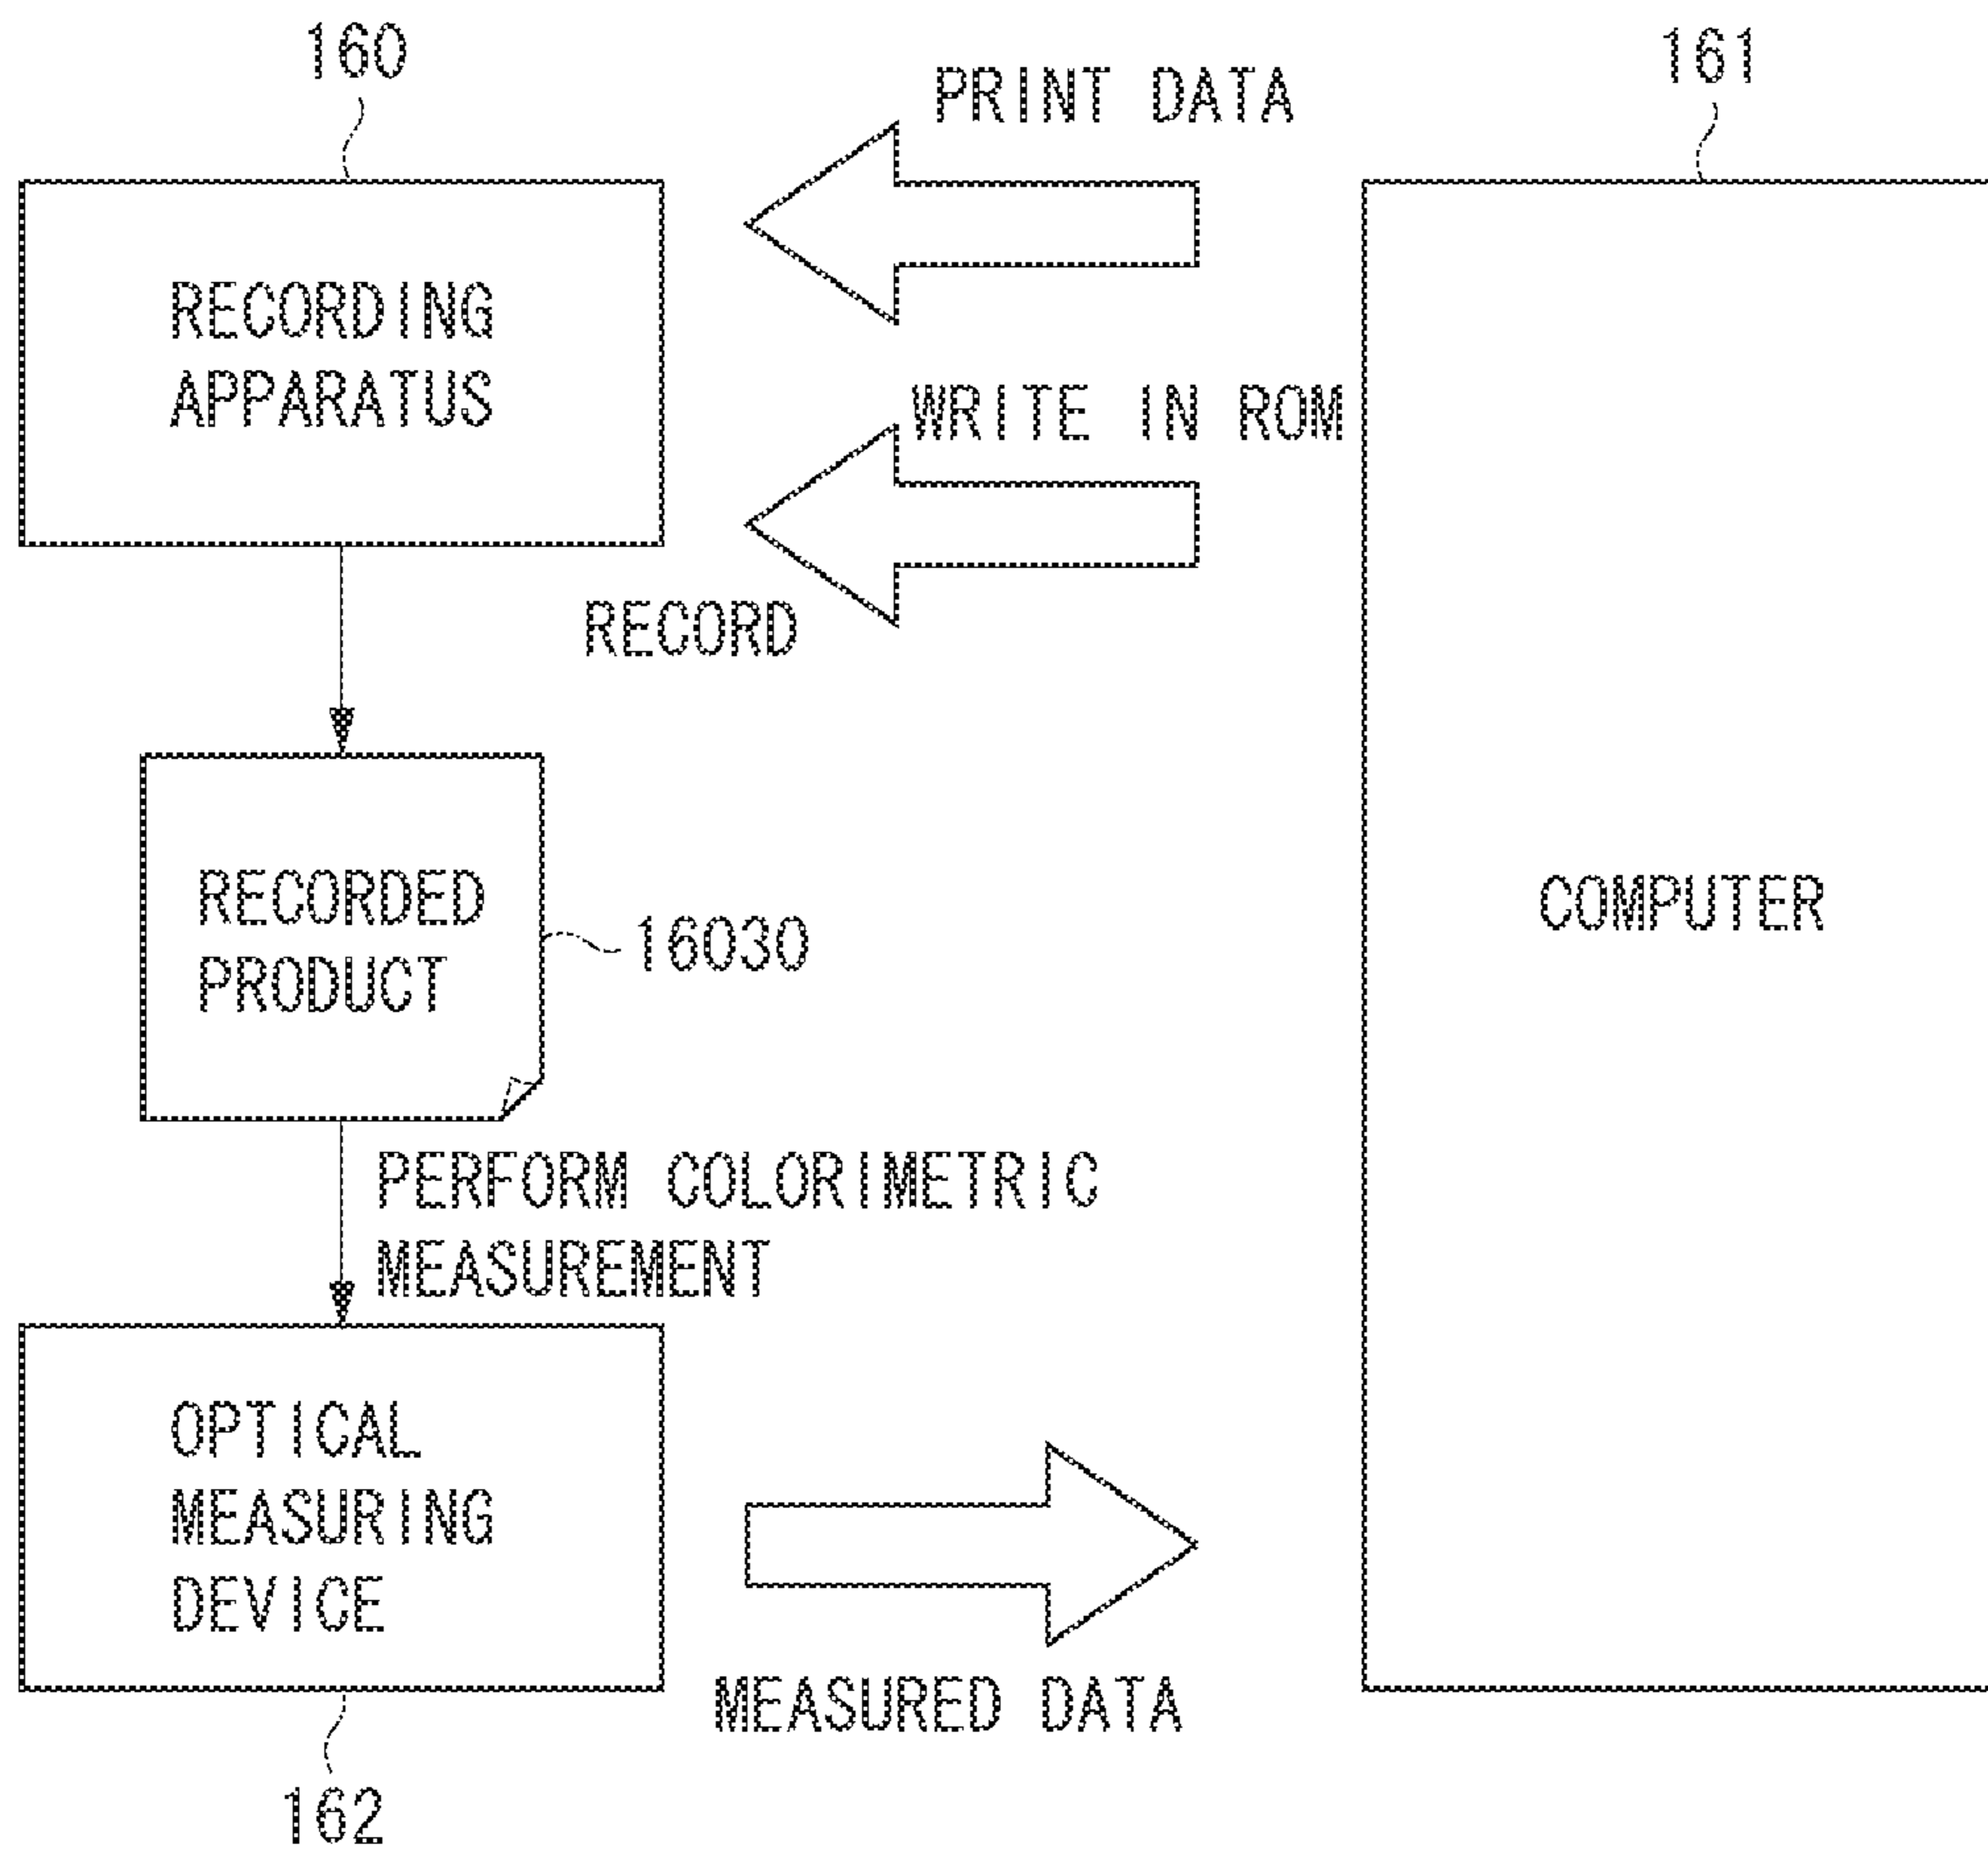 160
161
PRINT DATA
RECORDING
APPARATUS
WRITE IN ROM
RECORD
RECORDED
PRODUCT
16030
COMPUTER
PERFORM COLORIMETRIC
MEASUREMENT
OPTICAL
MEASURING
DEVICE
MEASURED DATA
162